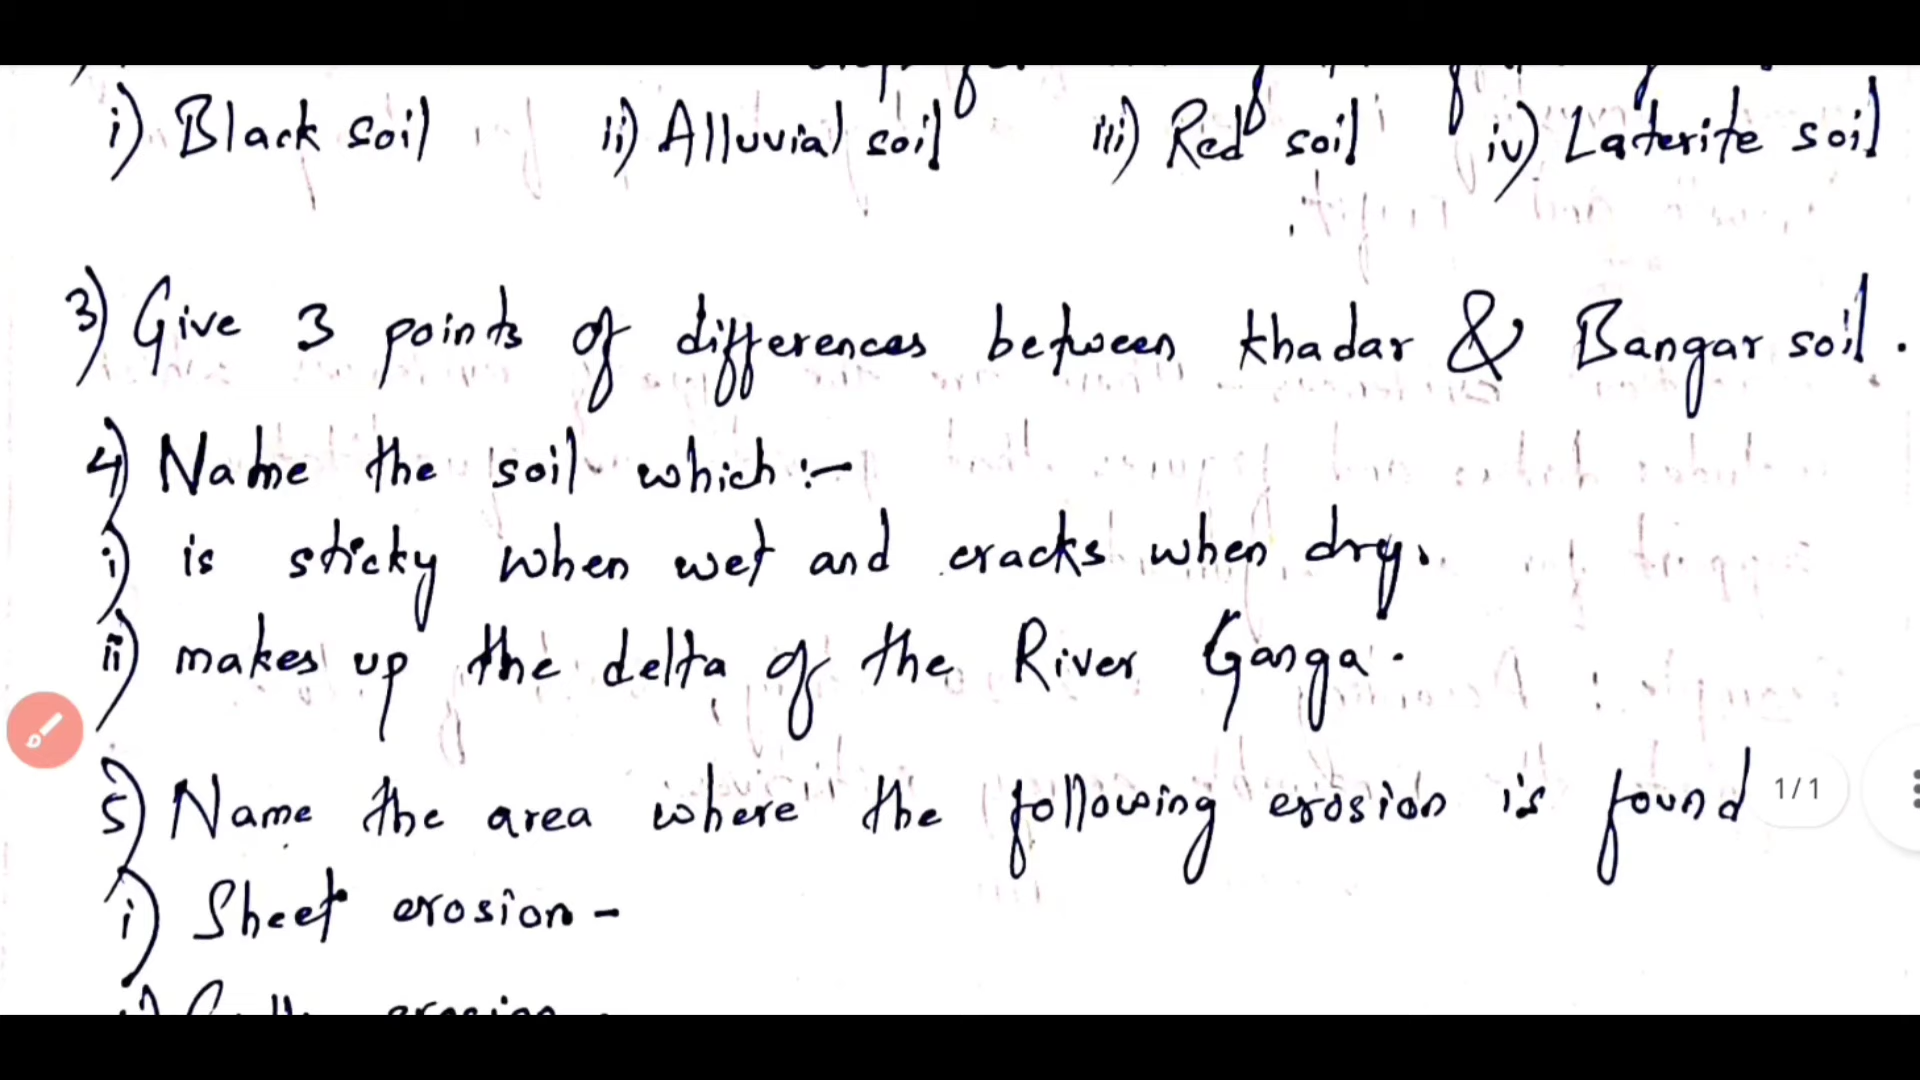 i) Black soil ii) Alluvial soil iii) Red soil iv) Laterite soil
3) Give 3 points of differences between khadar & Bangar soil.
4) Name the soil which :-
i) is sticky when wet and cracks when dry.
ii) makes up the delta of the River Ganga.
5) Name the area where the following erosion is found
1/1
i) Sheet erosion -